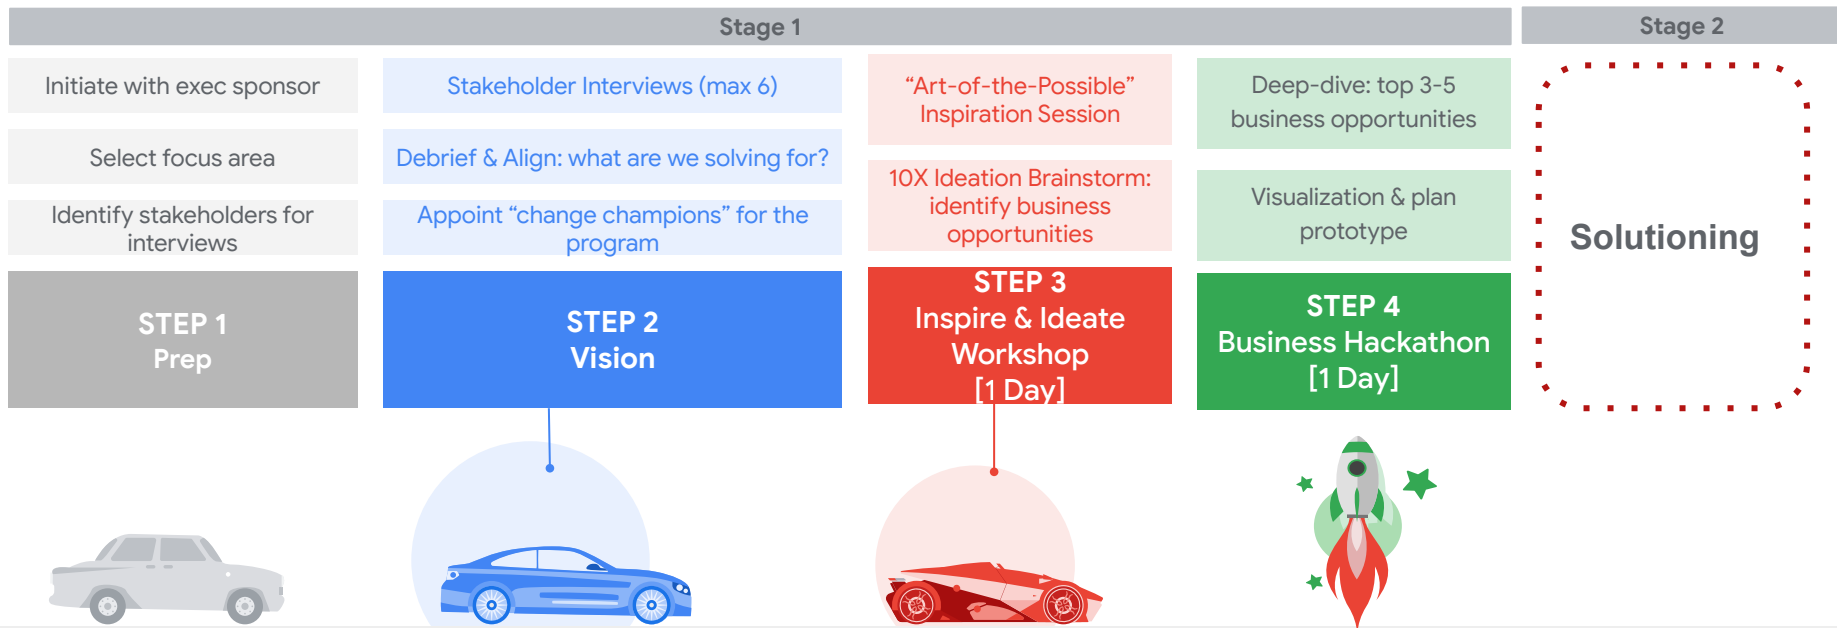 Stage 1
Stage 2
Initiate with exec sponsor
Select focus area
Identify stakeholders for
interviews
STEP 1
Prep
Stakeholder Interviews (max 6)
Debrief & Align: what are we solving for?
Appoint “change champions” for the
program
STEP 2
Vision
“Art-of-the-Possible”
Inspiration Session
10X Ideation Brainstorm:
identify business
opportunities
STEP 3
Inspire & Ideate
Workshop
[1 Day]
Deep-dive: top 3-5
business opportunities
Visualization & plan
prototype
STEP 4
Business Hackathon
[1 Day]
Solutioning